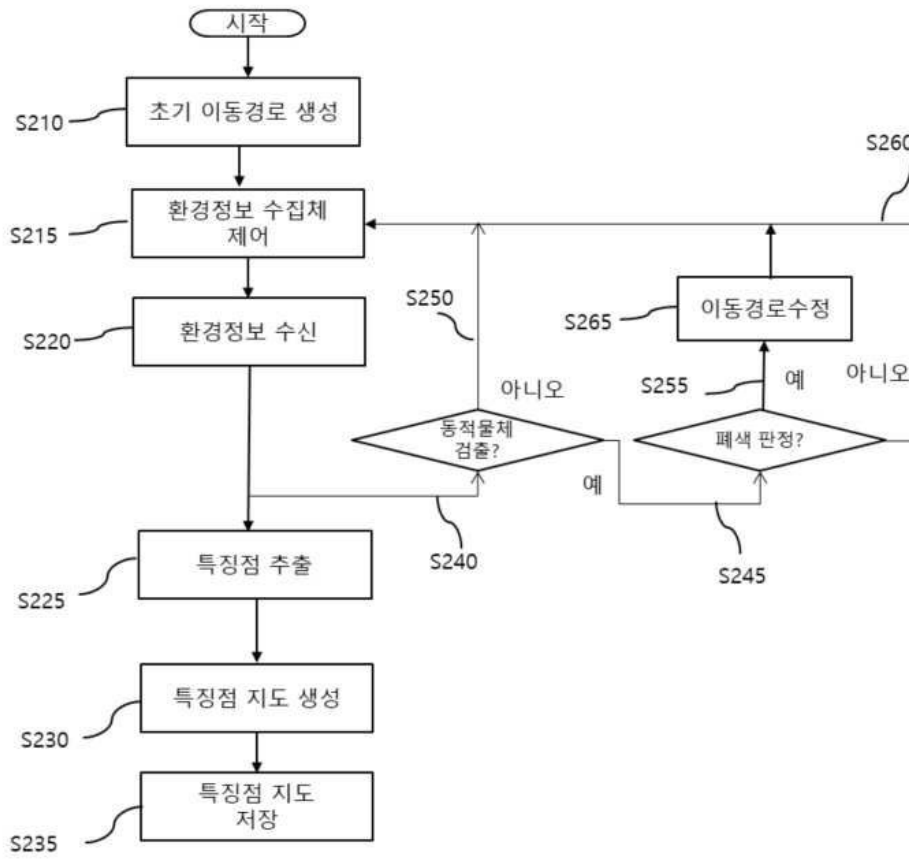 시작
S210
초기 이동경로 생성
S260
S215
환경정보 수집체
제어
S220
환경정보 수신
S250
S265
이동경로수정
S255
예
아니오
아니오
동적물체
검출?
폐색 판정?
예
S240
S245
S225
특징점 추출
S230
특징점 지도 생성
S235
특징점 지도
저장